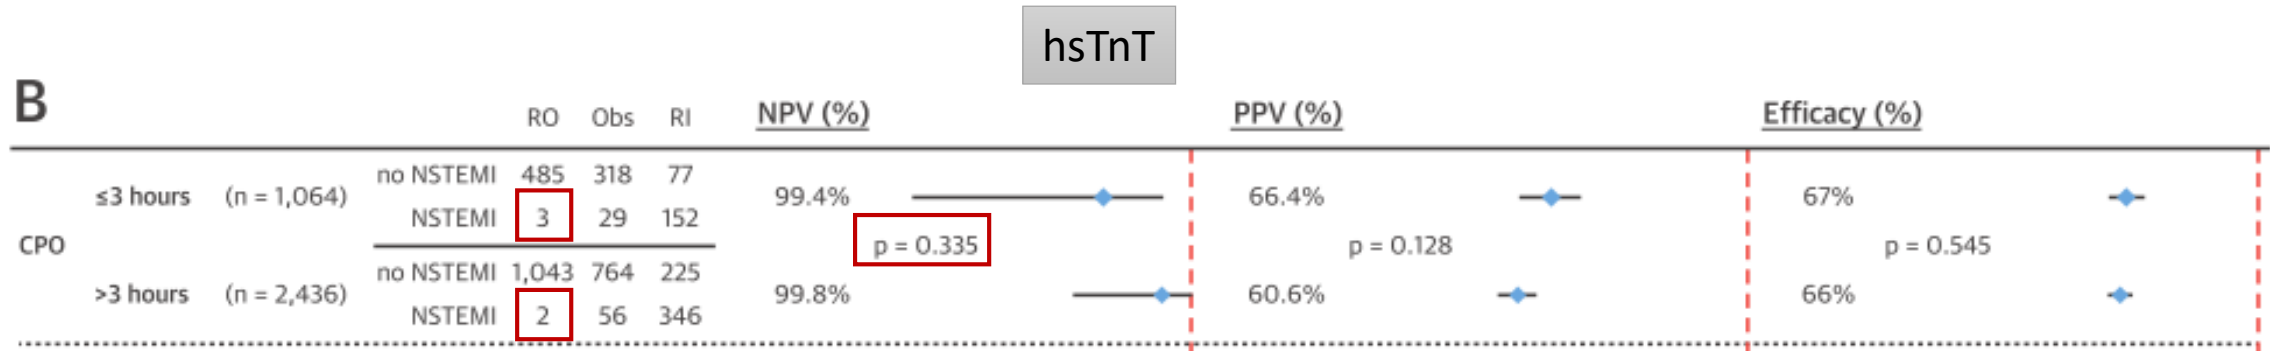 hsTnT
B
RO Obs RI NPV (%) PPV (%) Efficacy (%)
no NSTEMI 485 318 77
≤3 hours (n = 1,064) 99.4% 66.4% 67%
NSTEMI 3 29 152
CPO p = 0.335 p = 0.128 p = 0.545
no NSTEMI 1,043 764 225
>3 hours (n = 2,436) 99.8% 60.6% 66%
NSTEMI 2 56 346